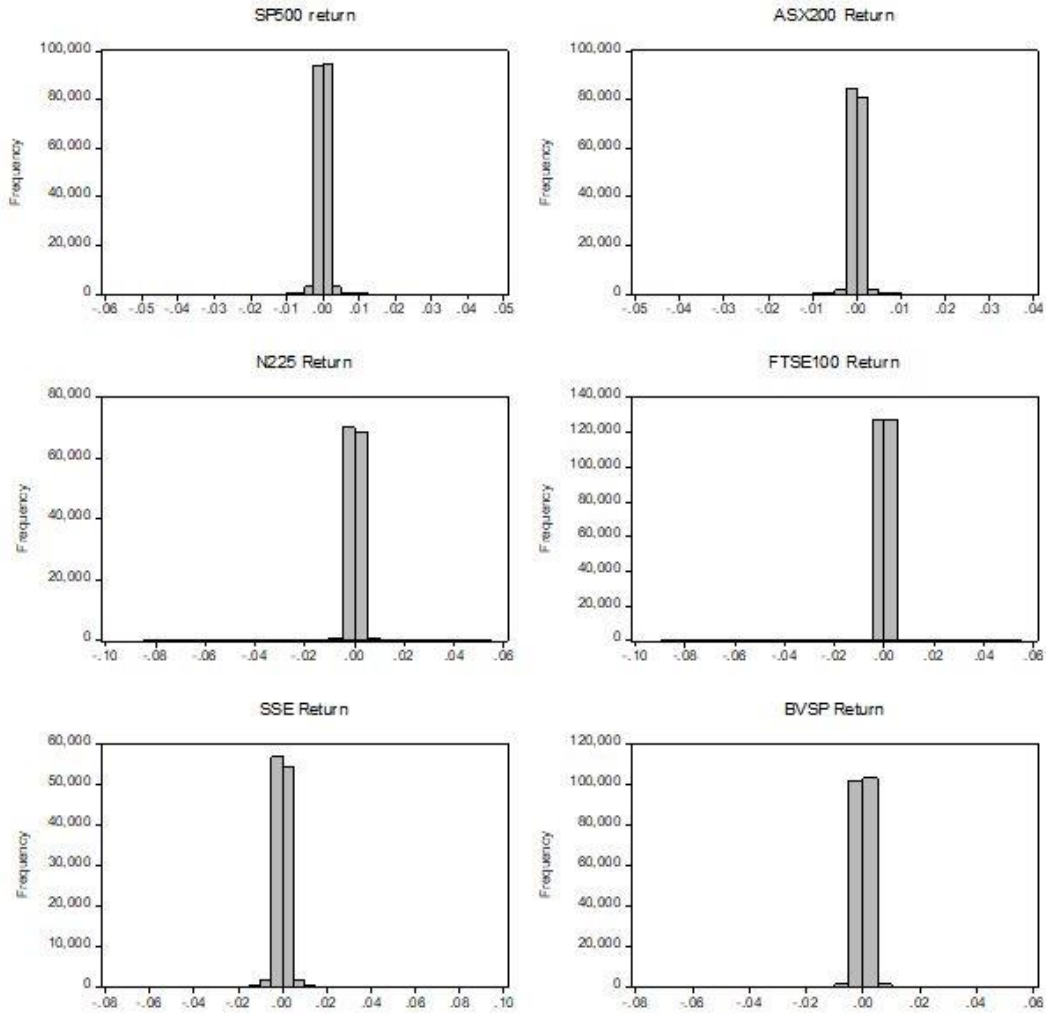 SP500 return
100,000
80,000
60,000
40,000
20,000
0
Frequency
-.06 -.05 -.04 -.03 -.02 -.01 .00 .01 .02 .03 .04 .05
ASX200 Return
100,000
80,000
60,000
40,000
20,000
0
Frequency
-.05 -.04 -.03 -.02 -.01 .00 .01 .02 .03 .04
N225 Return
80,000
60,000
40,000
20,000
0
Frequency
-.10 -.08 -.06 -.04 -.02 .00 .02 .04 .06
FTSE100 Return
140,000
120,000
100,000
80,000
60,000
40,000
20,000
0
Frequency
-.10 -.08 -.06 -.04 -.02 .00 .02 .04 .06
SSE Return
60,000
50,000
40,000
30,000
20,000
10,000
0
Frequency
-.08 -.06 -.04 -.02 .00 .02 .04 .06 .08 .10
BVSP Return
120,000
100,000
80,000
60,000
40,000
20,000
0
Frequency
-.08 -.06 -.04 -.02 .00 .02 .04 .06